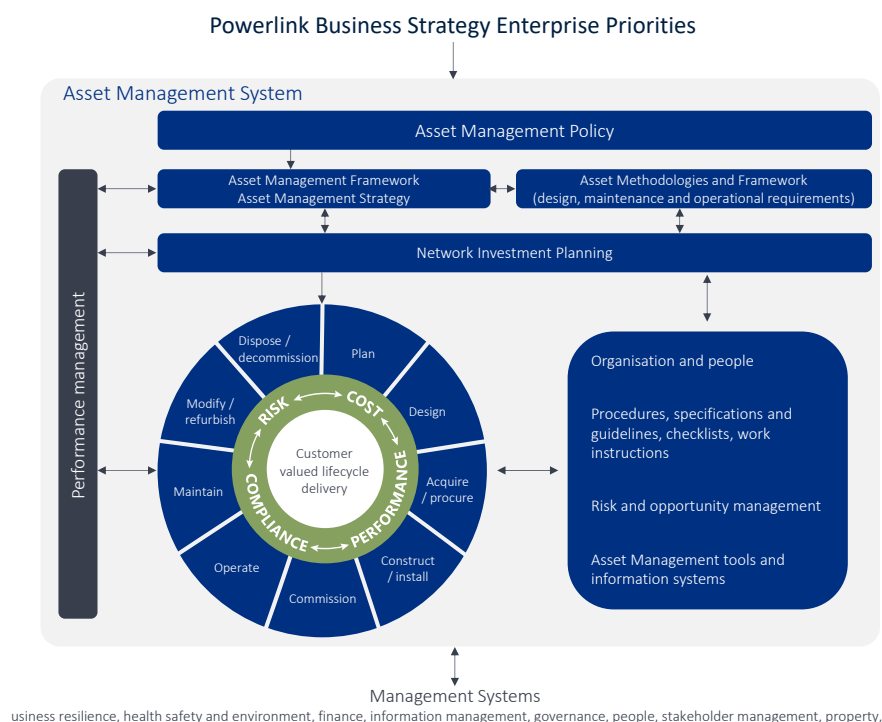 Powerlink Business Strategy Enterprise Priorities
Asset Management System
Asset Management Policy
Asset Management Framework
Asset Management Strategy
Asset Methodologies and Framework
(design, maintenance and operational requirements)
Network Investment Planning
Performance management
Dispose /
decommission
Plan
Design
Acquire
/ procure
Construct
/ install
Commission
Operate
Maintain
Modify /
refurbish
RISK
COST
PERFORMANCE
COMPLIANCE
Customer
valued lifecycle
delivery
Organisation and people
Procedures, specifications and
guidelines, checklists, work
instructions
Risk and opportunity management
Asset Management tools and
information systems
Management Systems
usiness resilience, health safety and environment, finance, information management, governance, people, stakeholder management, property,